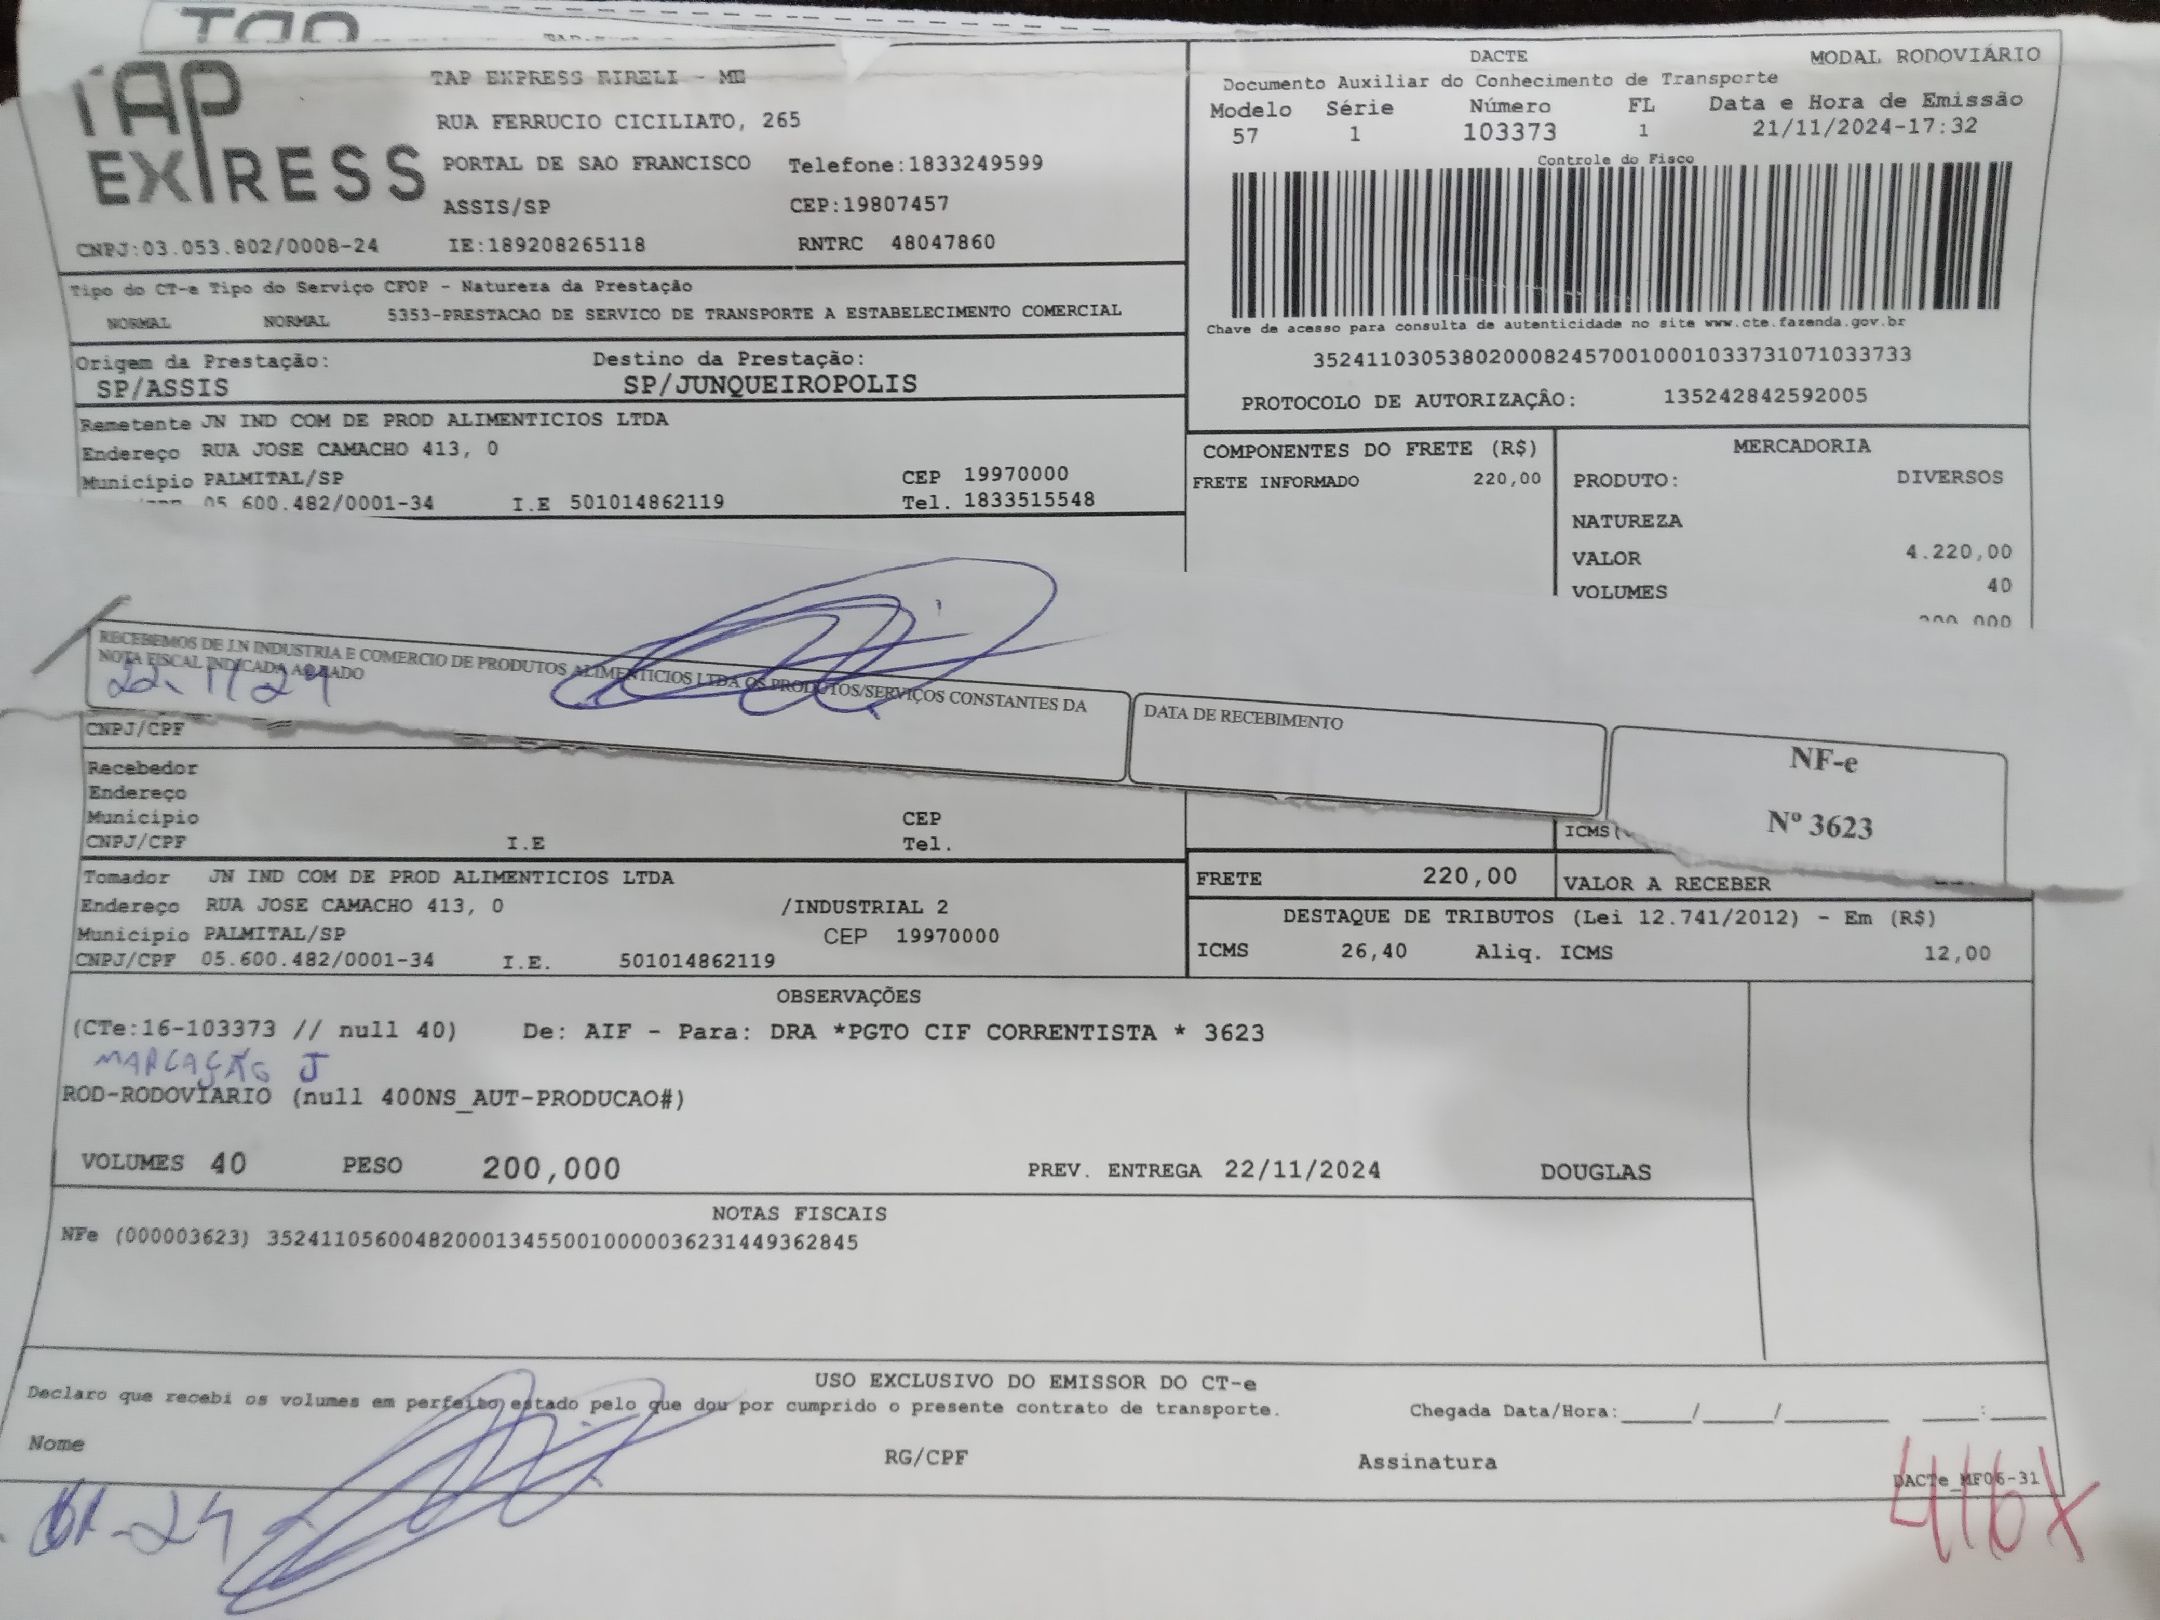 TAP EXPRESS
TAP EXPRESS EIRELI - ME
RUA FERRUCIO CICILIATO, 265
PORTAL DE SAO FRANCISCO Telefone:1833249599
ASSIS/SP CEP:19807457
CNPJ:03.053.802/0008-24 IE:189208265118 RNTRC 48047860
DACTE MODAL RODOVIÁRIO
Documento Auxiliar do Conhecimento de Transporte
Modelo Série Número FL Data e Hora de Emissão
57 1 103373 1 21/11/2024-17:32
Controle do Fisco
Chave de acesso para consulta de autenticidade no site www.cte.fazenda.gov.br
35241103053802000824570010001033731071033733
PROTOCOLO DE AUTORIZAÇÂO: 135242842592005
Tipo do CT-e Tipo do Serviço CFOP - Natureza da Prestação
NORMAL NORMAL 5353-PRESTACAO DE SERVICO DE TRANSPORTE A ESTABELECIMENTO COMERCIAL
Origem da Prestação: Destino da Prestação:
SP/ASSIS SP/JUNQUEIROPOLIS
Remetente JN IND COM DE PROD ALIMENTICIOS LTDA
Endereço RUA JOSE CAMACHO 413, 0
Municipio PALMITAL/SP CEP 19970000
05.600.482/0001-34 I.E 501014862119 Tel. 1833515548
COMPONENTES DO FRETE (R$)
FRETE INFORMADO 220,00
MERCADORIA
PRODUTO: DIVERSOS
NATUREZA
VALOR 4.220,00
VOLUMES 40
RECEBEMOS DE J.N INDUSTRIA E COMERCIO DE PRODUTOS ALIMENTICIOS LTDA OS PRODUTOS/SERVIÇOS CONSTANTES DA
NOTA FISCAL INDICADA AO LADO
DATA DE RECEBIMENTO
NF-e
Nº 3623
CNPJ/CPF
Recebedor
Endereço
Municipio CEP
CNPJ/CPF I.E Tel.
ICMS
Tomador JN IND COM DE PROD ALIMENTICIOS LTDA
Endereço RUA JOSE CAMACHO 413, 0 /INDUSTRIAL 2
Municipio PALMITAL/SP CEP 19970000
CNPJ/CPF 05.600.482/0001-34 I.E. 501014862119
FRETE 220,00 VALOR A RECEBER
DESTAQUE DE TRIBUTOS (Lei 12.741/2012) - Em (R$)
ICMS 26,40 Aliq. ICMS 12,00
OBSERVAÇÕES
(CTe:16-103373 // null 40) De: AIF - Para: DRA *PGTO CIF CORRENTISTA * 3623
MARCAÇÃO J
ROD-RODOVIARIO (null 400NS_AUT-PRODUCAO#)
VOLUMES 40 PESO 200,000 PREV. ENTREGA 22/11/2024 DOUGLAS
NOTAS FISCAIS
NFe (000003623) 35241105600482000134550010000036231449362845
USO EXCLUSIVO DO EMISSOR DO CT-e
Declaro que recebi os volumes em perfeito estado pelo que dou por cumprido o presente contrato de transporte. Chegada Data/Hora:_____/_____/_______ ____:____
Nome RG/CPF Assinatura
DACTe_MF06-31